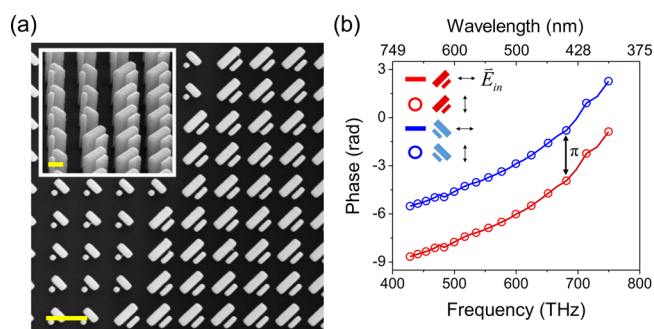 (a)
(b)
Wavelength (nm)
749 600 500 428 375
3
0
-3
-6
-9
Phase (rad)
E⃗in
π
400 500 600 700 800
Frequency (THz)